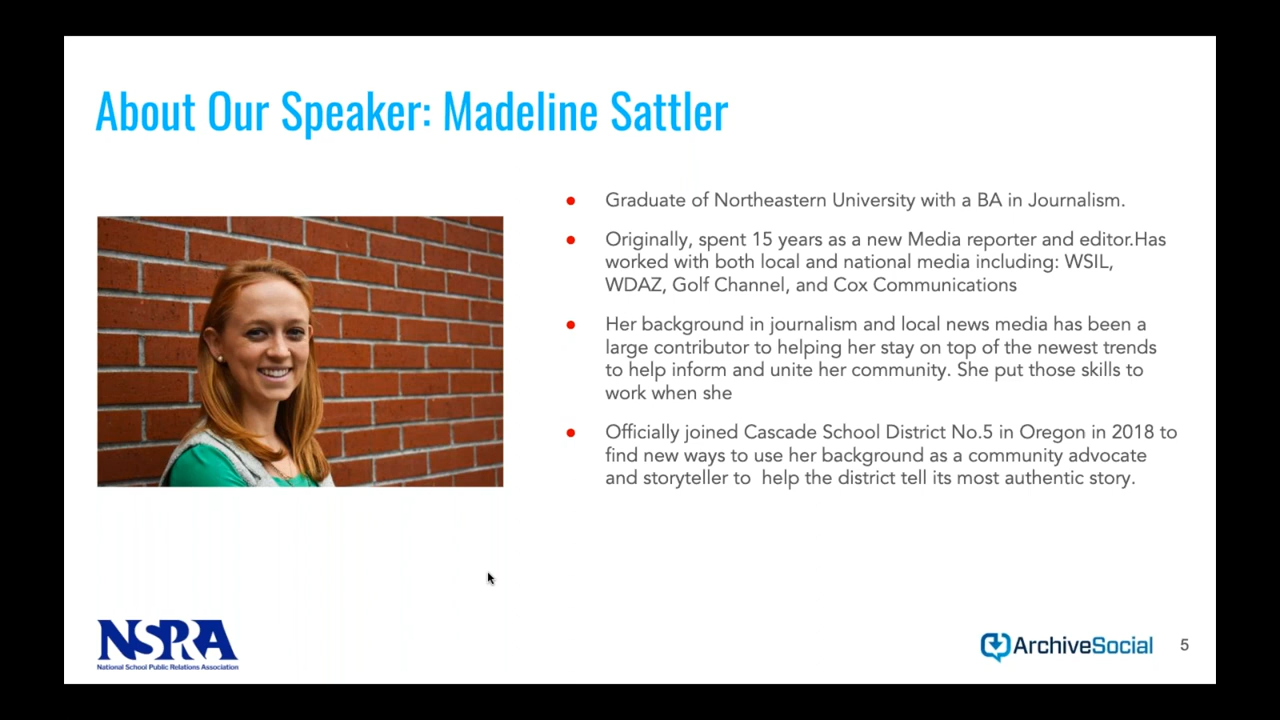 About Our Speaker: Madeline Sattler
● Graduate of Northeastern University with a BA in Journalism.
● Originally, spent 15 years as a new Media reporter and editor.Has
worked with both local and national media including: WSIL,
WDAZ, Golf Channel, and Cox Communications
● Her background in journalism and local news media has been a
large contributor to helping her stay on top of the newest trends
to help inform and unite her community. She put those skills to
work when she
● Officially joined Cascade School District No.5 in Oregon in 2018 to
find new ways to use her background as a community advocate
and storyteller to  help the district tell its most authentic story.
NSPRA
National School Public Relations Association
ArchiveSocial
5